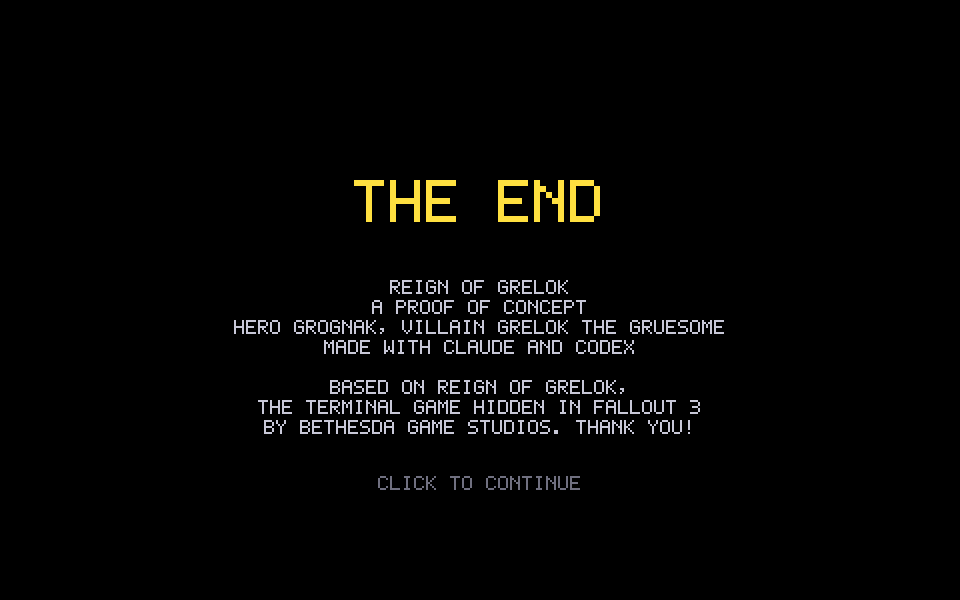 THE END
REIGN OF GRELOK
A PROOF OF CONCEPT
HERO GROGNAK, VILLAIN GRELOK THE GRUESOME
MADE WITH CLAUDE AND CODEX
BASED ON REIGN OF GRELOK,
THE TERMINAL GAME HIDDEN IN FALLOUT 3
BY BETHESDA GAME STUDIOS. THANK YOU!
CLICK TO CONTINUE